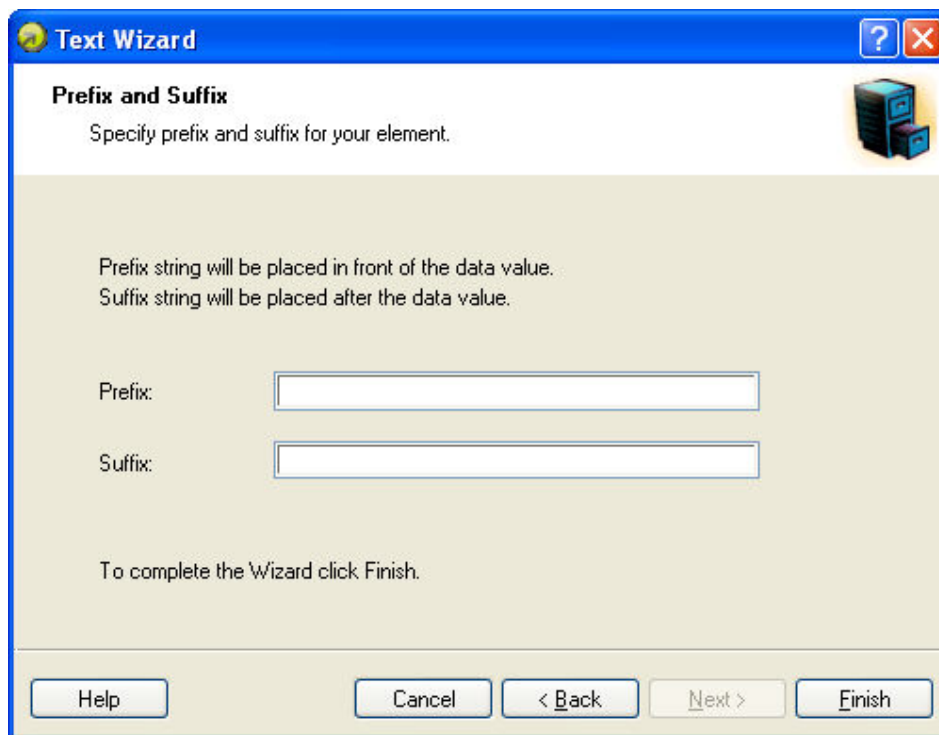 Text Wizard
Prefix and Suffix
Specify prefix and suffix for your element.
Prefix string will be placed in front of the data value.
Suffix string will be placed after the data value.
Prefix:
Suffix:
To complete the Wizard click Finish.
Help Cancel < Back Next > Finish